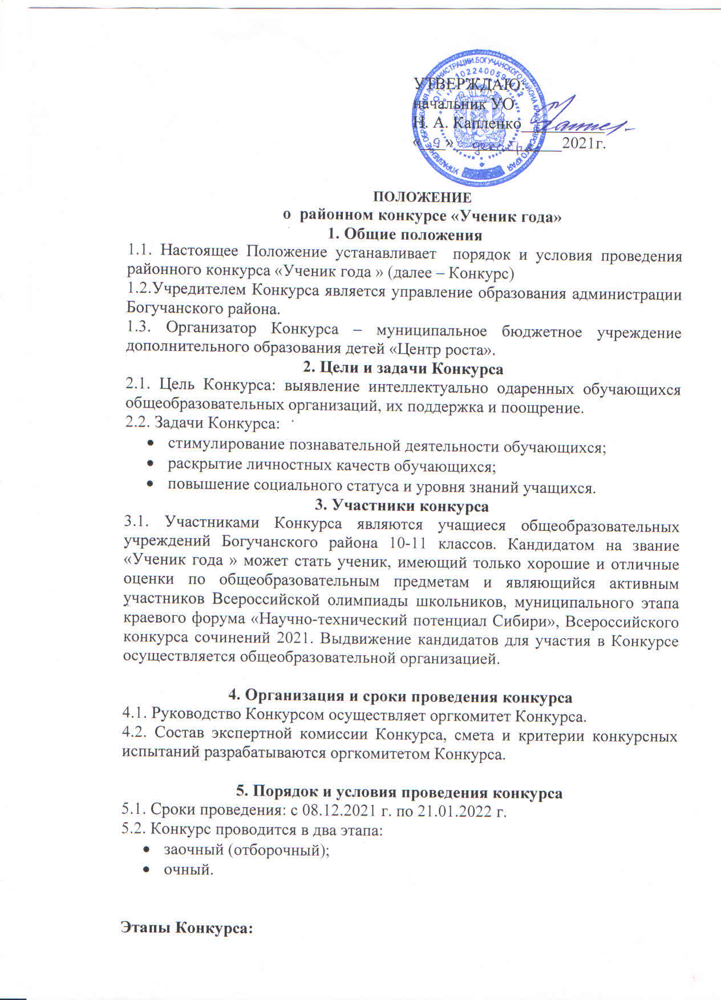 УТВЕРЖДАЮ:
начальник УО
Н. А. Капленко
« 9 » 2021г.
ПОЛОЖЕНИЕ
о районном конкурсе «Ученик года»
1. Общие положения
1.1. Настоящее Положение устанавливает порядок и условия проведения
районного конкурса «Ученик года » (далее – Конкурс)
1.2.Учредителем Конкурса является управление образования администрации
Богучанского района.
1.3. Организатор Конкурса – муниципальное бюджетное учреждение
дополнительного образования детей «Центр роста».
2. Цели и задачи Конкурса
2.1. Цель Конкурса: выявление интеллектуально одаренных обучающихся
общеобразовательных организаций, их поддержка и поощрение.
2.2. Задачи Конкурса:
• стимулирование познавательной деятельности обучающихся;
• раскрытие личностных качеств обучающихся;
• повышение социального статуса и уровня знаний учащихся.
3. Участники конкурса
3.1. Участниками Конкурса являются учащиеся общеобразовательных
учреждений Богучанского района 10-11 классов. Кандидатом на звание
«Ученик года » может стать ученик, имеющий только хорошие и отличные
оценки по общеобразовательным предметам и являющийся активным
участников Всероссийской олимпиады школьников, муниципального этапа
краевого форума «Научно-технический потенциал Сибири», Всероссийского
конкурса сочинений 2021. Выдвижение кандидатов для участия в Конкурсе
осуществляется общеобразовательной организацией.
4. Организация и сроки проведения конкурса
4.1. Руководство Конкурсом осуществляет оргкомитет Конкурса.
4.2. Состав экспертной комиссии Конкурса, смета и критерии конкурсных
испытаний разрабатываются оргкомитетом Конкурса.
5. Порядок и условия проведения конкурса
5.1. Сроки проведения: с 08.12.2021 г. по 21.01.2022 г.
5.2. Конкурс проводится в два этапа:
• заочный (отборочный);
• очный.
Этапы Конкурса:
УПРАВЛЕНИЕ ОБРАЗОВАНИЯ АДМИНИСТРАЦИИ БОГУЧАНСКОГО РАЙОНА КРАСНОЯРСКОГО КРАЯ